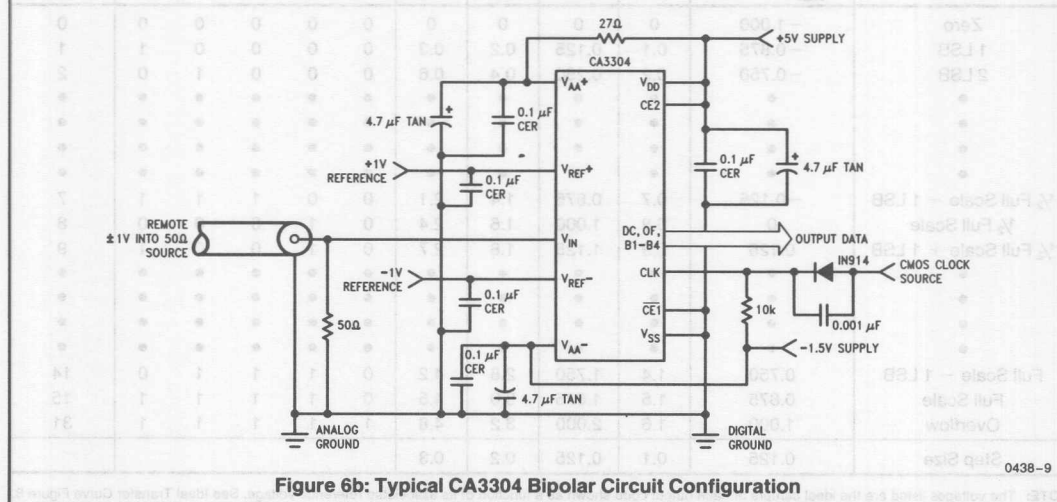 27Ω
+5V SUPPLY
CA3304
VAA+
VDD
CE2
4.7 μF TAN
+
0.1 μF
CER
0.1 μF
CER
+
4.7 μF TAN
+1V
REFERENCE
VREF+
0.1 μF
CER
REMOTE
±1V INTO 50Ω
SOURCE
VIN
DC, OF,
B1-B4
OUTPUT DATA
-1V
REFERENCE
VREF-
CLK
IN914
CMOS CLOCK
SOURCE
0.1 μF
CER
CE1
10k
0.001 μF
50Ω
VSS
-1.5V SUPPLY
VAA-
0.1 μF
CER
+
4.7 μF TAN
ANALOG
GROUND
DIGITAL
GROUND
0438-9
Figure 6b: Typical CA3304 Bipolar Circuit Configuration